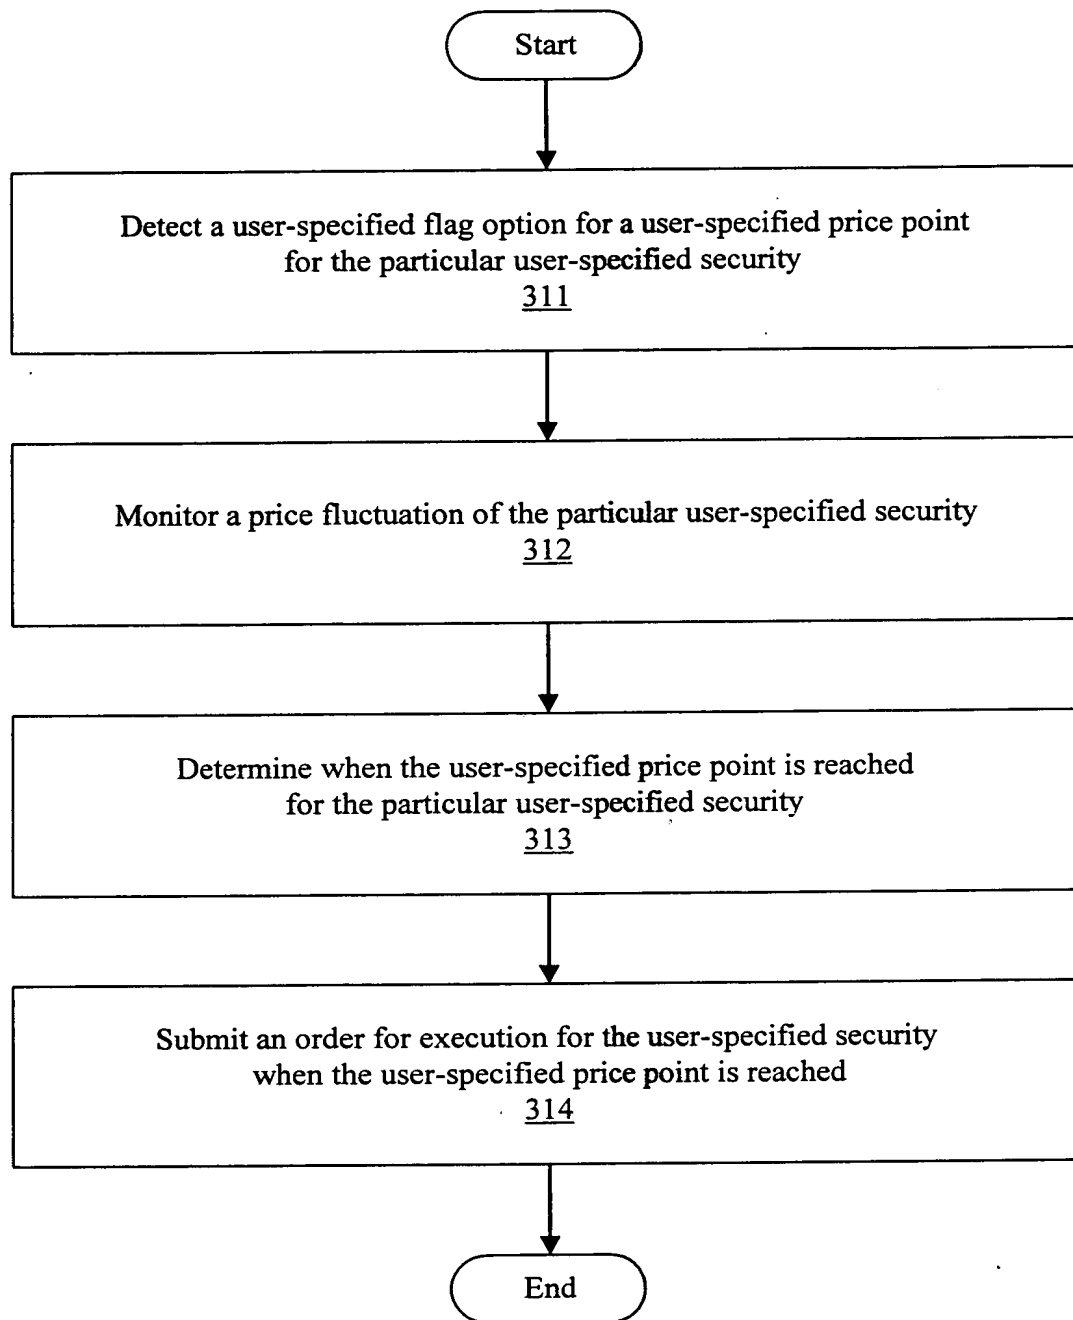 Start
Detect a user-specified flag option for a user-specified price point
for the particular user-specified security
311
Monitor a price fluctuation of the particular user-specified security
312
Determine when the user-specified price point is reached
for the particular user-specified security
313
Submit an order for execution for the user-specified security
when the user-specified price point is reached
314
End